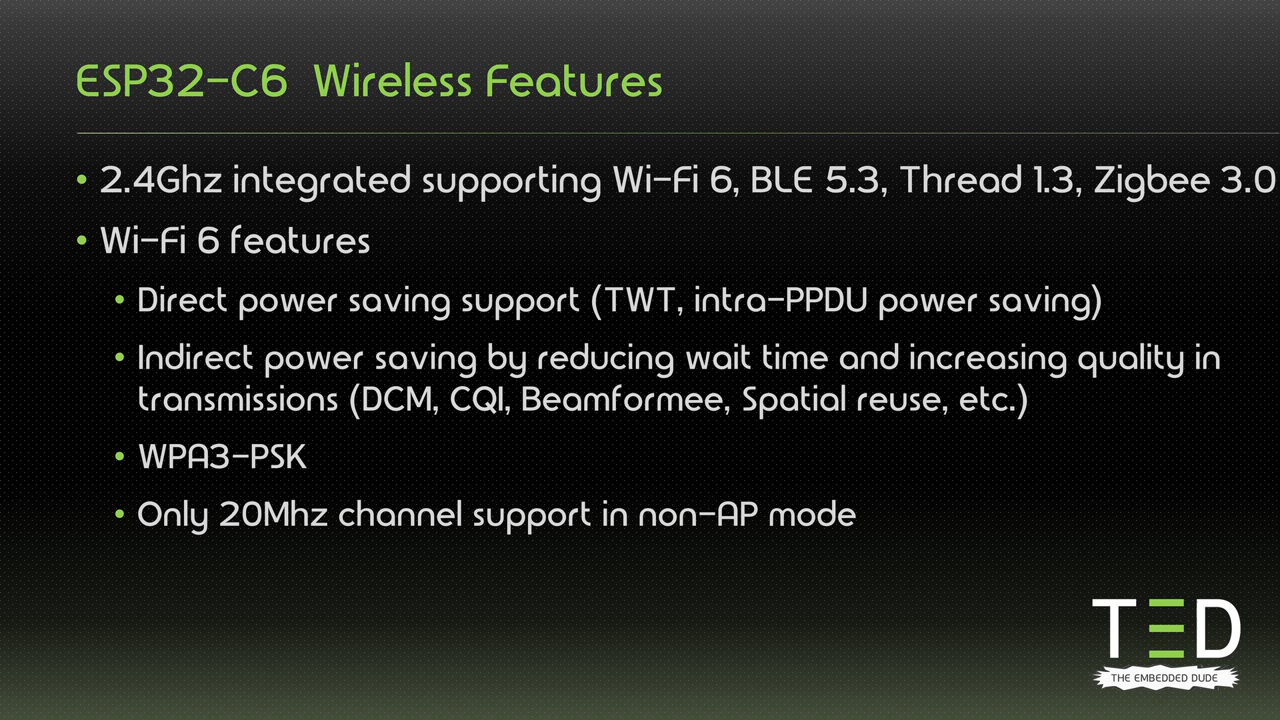 ESP32-C6 Wireless Features
• 2.4Ghz integrated supporting Wi-Fi 6, BLE 5.3, Thread 1.3, Zigbee 3.0
• Wi-Fi 6 features
• Direct power saving support (TWT, intra-PPDU power saving)
• Indirect power saving by reducing wait time and increasing quality in
transmissions (DCM, CQI, Beamformee, Spatial reuse, etc.)
• WPA3-PSK
• Only 20Mhz channel support in non-AP mode
TED
THE EMBEDDED DUDE